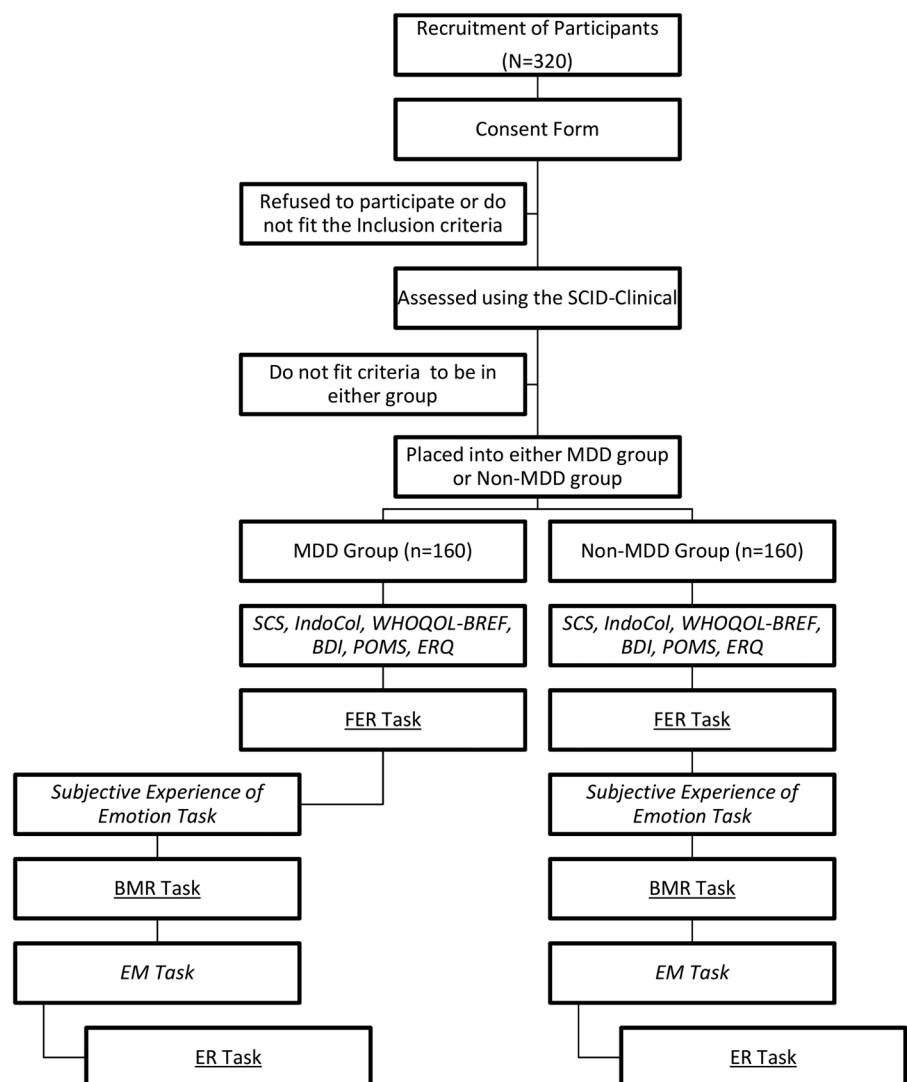 Recruitment of Participants
(N=320)
Consent Form
Refused to participate or do
not fit the Inclusion criteria
Assessed using the SCID-Clinical
Do not fit criteria to be in
either group
Placed into either MDD group
or Non-MDD group
MDD Group (n=160)
Non-MDD Group (n=160)
SCS, IndoCol, WHOQOL-BREF,
BDI, POMS, ERQ
SCS, IndoCol, WHOQOL-BREF,
BDI, POMS, ERQ
FER Task
FER Task
Subjective Experience of
Emotion Task
Subjective Experience of
Emotion Task
BMR Task
BMR Task
EM Task
EM Task
ER Task
ER Task